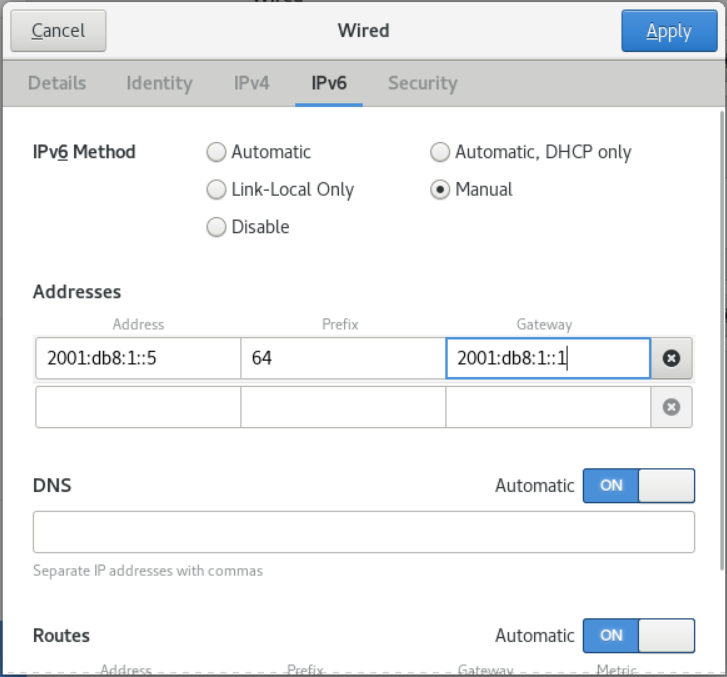 Cancel Wired Apply
Details Identity IPv4 IPv6 Security
IPv6 Method Automatic Automatic, DHCP only
Link-Local Only Manual
Disable
Addresses
Address Prefix Gateway
2001:db8:1::5 64 2001:db8:1::1
DNS Automatic ON
Separate IP addresses with commas
Routes Automatic ON
Address Prefix Gateway Metric